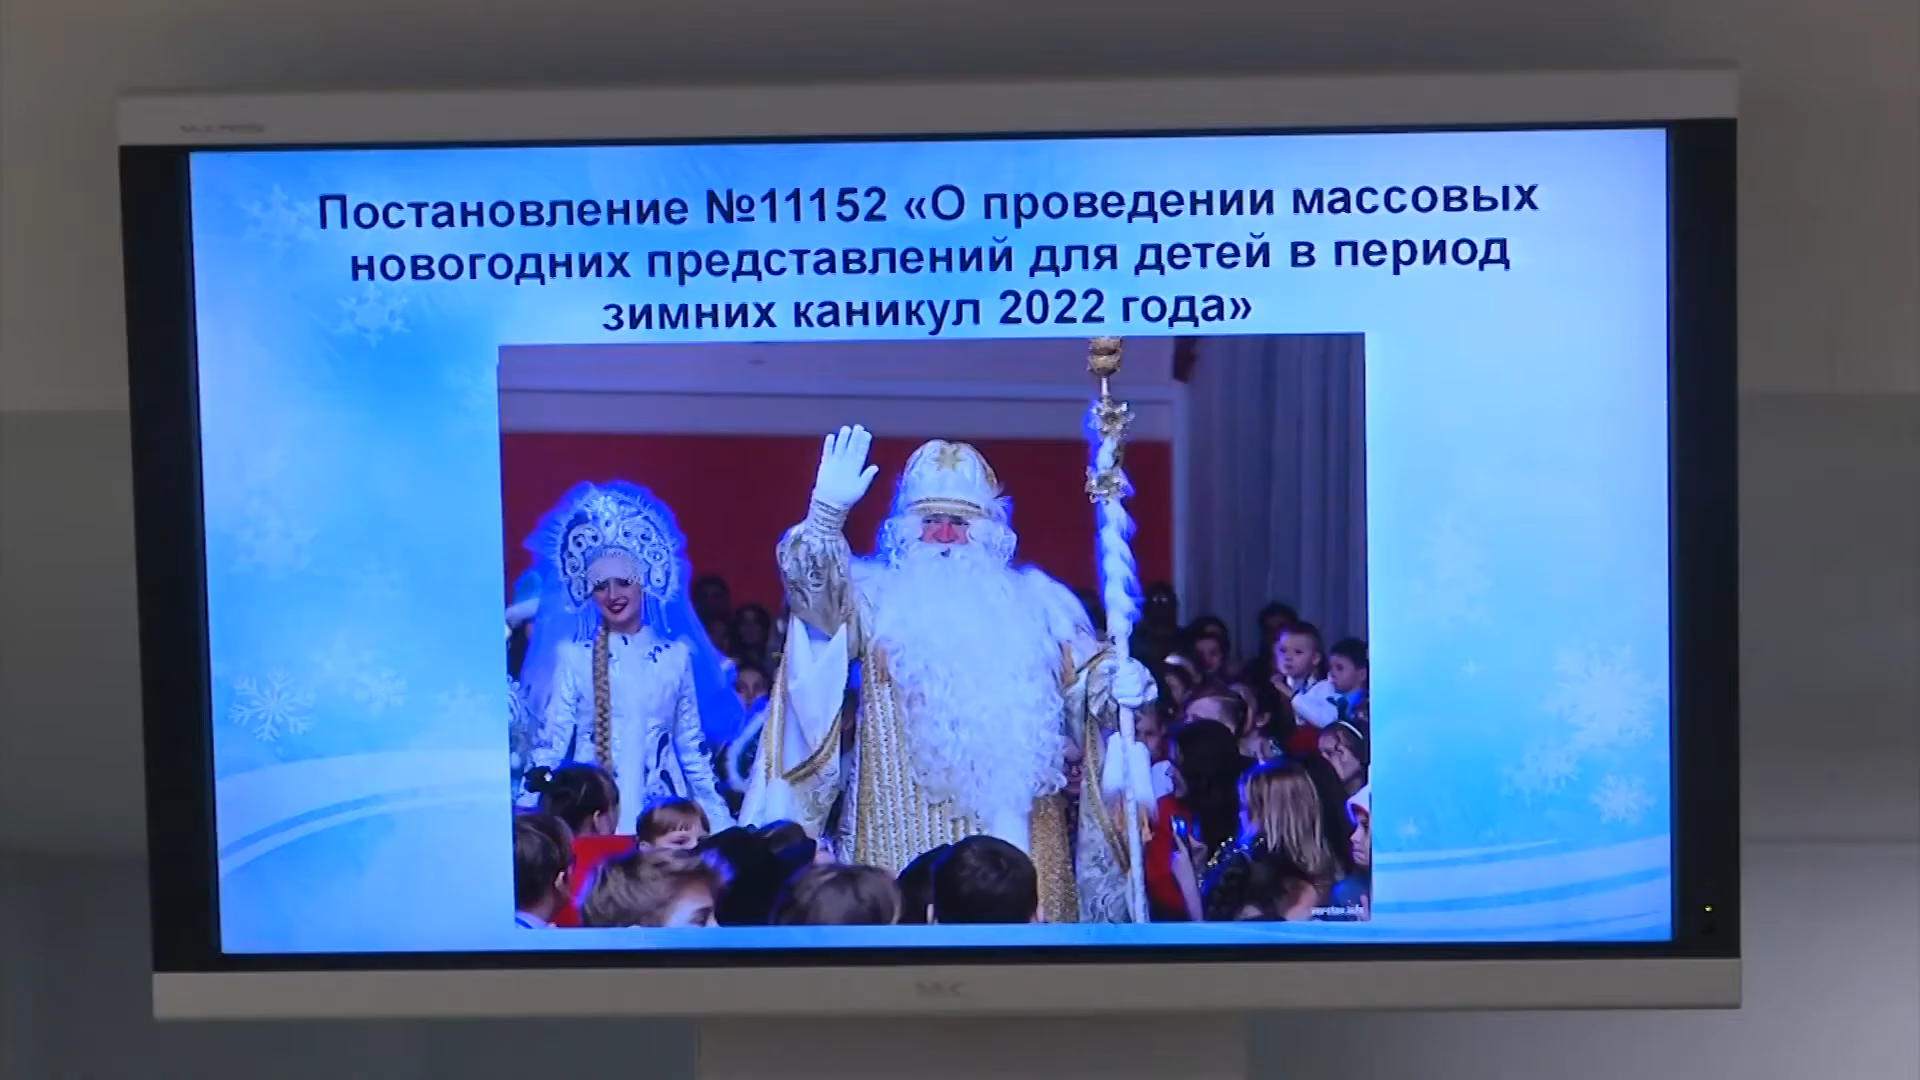 Постановление №11152 «О проведении массовых
новогодних представлений для детей в период
зимних каникул 2022 года»